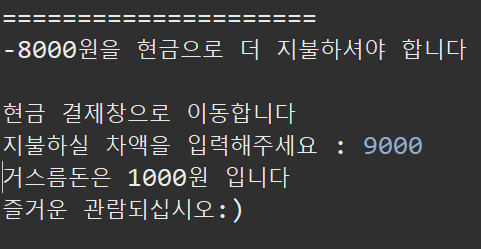 =====================
-8000원을 현금으로 더 지불하셔야 합니다
현금 결제창으로 이동합니다
지불하실 차액을 입력해주세요 : 9000
거스름돈은 1000원 입니다
즐거운 관람되십시오:)